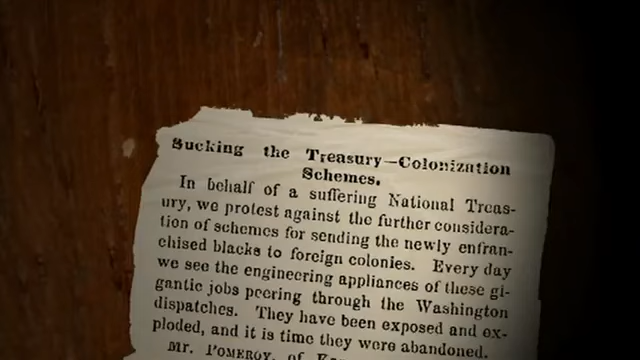 Sucking the Treasury—Colonization
Schemes.
In behalf of a suffering National Treas-
ury, we protest against the further considera-
tion of schemes for sending the newly enfran-
chised blacks to foreign colonies. Every day
we see the engineering appliances of these gi-
gantic jobs peering through the Washington
dispatches. They have been exposed and ex-
ploded, and it is time they were abandoned.
Mr. POMEROY, of